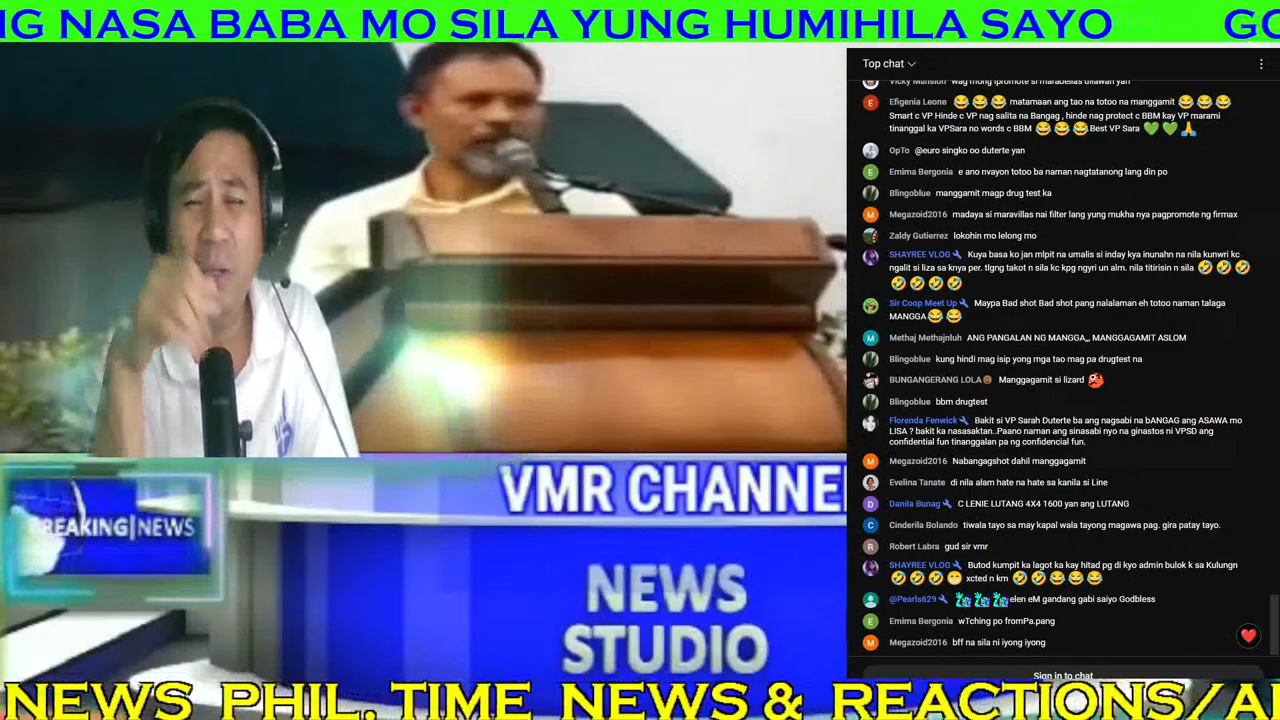 NG NASA BABA MO SILA YUNG HUMIHILA SAYO GO
Top chat
Vicky Mansion wag mong ipromote si marabellas dilawan yan
Efigenia Leone 😂😂😂 matamaan ang tao na totoo na manggamit 😂😂😂
Smart c VP Hinde c VP nag salita na Bangag , hinde nag protect c BBM kay VP marami
tinanggal ka VPSara no words c BBM 😂😂😂 Best VP Sara 💚💚🙏
OpTo @euro singko oo duterte yan
Emima Bergonia e ano nvayon totoo ba naman nagtatanong lang din po
Blingoblue manggamit magp drug test ka
Megazoid2016 madaya si maravillas nai filter lang yung mukha nya pagpromote ng firmax
Zaldy Gutierrez lokohin mo lelong mo
SHAYREE VLOG Kuya basa ko jan mlpit na umalis si inday kya inunahn na nila kunwri kc
ngalit si liza sa knya per. tlgng takot n sila kc kpg ngyri un alm. nila titirisin n sila 🤣🤣🤣
🤣🤣🤣🤣
Sir Coop Meet Up Maypa Bad shot Bad shot pang nalalaman eh totoo naman talaga
MANGGA😂😂
Methaj Methajnluh ANG PANGALAN NG MANGGA,,, MANGGAGAMIT ASLOM
Blingoblue kung hindi mag isip yong mga tao mag pa drugtest na
BUNGANGERANG LOLA Manggagamit si lizard
Blingoblue bbm drugtest
Florenda Fenwick Bakit si VP Sarah Duterte ba ang nagsabi na bANGAG ang ASAWA mo
LISA ? bakit ka nasasaktan..Paano naman ang sinasabi nyo na ginastos ni VPSD ang
confidential fun tinanggalan pa ng confidencial fun.
Megazoid2016 Nabangagshot dahil manggagamit
Evelina Tanate di nila alam hate na hate sa kanila si Line
Danila Bunag C LENIE LUTANG 4X4 1600 yan ang LUTANG
Cinderila Bolando tiwala tayo sa may kapal wala tayong magawa pag. gira patay tayo.
Robert Labra gud sir vmr
SHAYREE VLOG Butod kumpit ka lagot ka kay hitad pg di kyo admin bulok k sa Kulungn
🤣🤣🤣😁xcted n km 🤣🤣😂😂😂
@Pearls629 elen eM gandang gabi saiyo Godbless
Emima Bergonia wTching po fromPa.pang
Megazoid2016 bff na sila ni iyong iyong
Sign in to chat
VMR CHANNE
BREAKING|NEWS
NEWS
STUDIO
NEWS PHIL. TIME NEWS & REACTIONS/AI